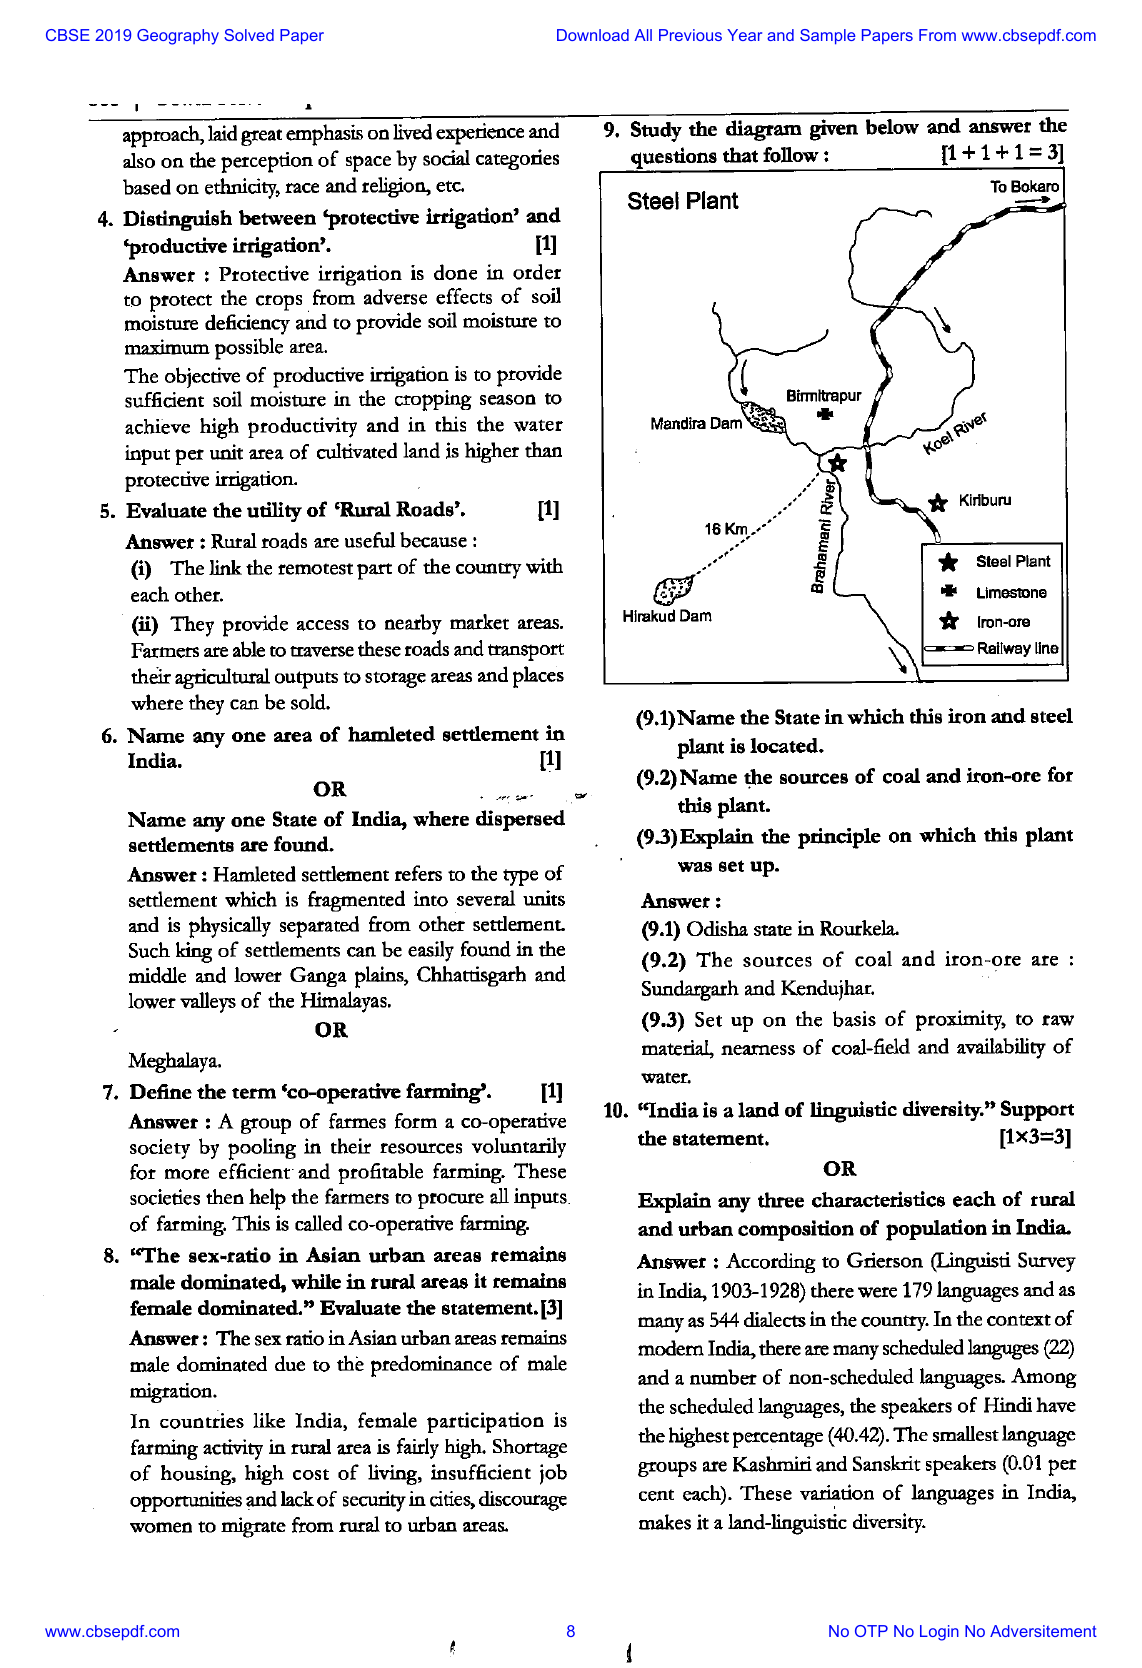 CBSE 2019 Geography Solved Paper
Download All Previous Year and Sample Papers From www.cbsepdf.com
approach, laid great emphasis on lived experience and
also on the perception of space by social categories
based on ethnicity, race and religion, etc.
4. Distinguish between ‘protective irrigation’ and
‘productive irrigation’. [1]
Answer : Protective irrigation is done in order
to protect the crops from adverse effects of soil
moisture deficiency and to provide soil moisture to
maximum possible area.
The objective of productive irrigation is to provide
sufficient soil moisture in the cropping season to
achieve high productivity and in this the water
input per unit area of cultivated land is higher than
protective irrigation.
5. Evaluate the utility of ‘Rural Roads’. [1]
Answer : Rural roads are useful because :
(i) The link the remotest part of the country with
each other.
(ii) They provide access to nearby market areas.
Farmers are able to traverse these roads and transport
their agricultural outputs to storage areas and places
where they can be sold.
6. Name any one area of hamleted settlement in
India. [1]
OR
Name any one State of India, where dispersed
settlements are found.
Answer : Hamleted settlement refers to the type of
settlement which is fragmented into several units
and is physically separated from other settlement.
Such king of settlements can be easily found in the
middle and lower Ganga plains, Chhattisgarh and
lower valleys of the Himalayas.
OR
Meghalaya.
7. Define the term ‘co-operative farming’. [1]
Answer : A group of farmes form a co-operative
society by pooling in their resources voluntarily
for more efficient and profitable farming. These
societies then help the farmers to procure all inputs
of farming. This is called co-operative farming.
8. “The sex-ratio in Asian urban areas remains
male dominated, while in rural areas it remains
female dominated.” Evaluate the statement. [3]
Answer : The sex ratio in Asian urban areas remains
male dominated due to the predominance of male
migration.
In countries like India, female participation is
farming activity in rural area is fairly high. Shortage
of housing, high cost of living, insufficient job
opportunities and lack of security in cities, discourage
women to migrate from rural to urban areas.
9. Study the diagram given below and answer the
questions that follow : [1 + 1 + 1 = 3]
Steel Plant
To Bokaro
Birmitrapur
Mandira Dam
Koel River
Kiriburu
16 Km
Brahamani River
Hirakud Dam
Steel Plant
Limestone
Iron-ore
Railway line
(9.1) Name the State in which this iron and steel
plant is located.
(9.2) Name the sources of coal and iron-ore for
this plant.
(9.3) Explain the principle on which this plant
was set up.
Answer :
(9.1) Odisha state in Rourkela.
(9.2) The sources of coal and iron-ore are :
Sundargarh and Kendujhar.
(9.3) Set up on the basis of proximity, to raw
material, nearness of coal-field and availability of
water.
10. “India is a land of linguistic diversity.” Support
the statement. [1×3=3]
OR
Explain any three characteristics each of rural
and urban composition of population in India.
Answer : According to Grierson (Linguisti Survey
in India, 1903-1928) there were 179 languages and as
many as 544 dialects in the country. In the context of
modern India, there are many scheduled languges (22)
and a number of non-scheduled languages. Among
the scheduled languages, the speakers of Hindi have
the highest percentage (40.42). The smallest language
groups are Kashmiri and Sanskrit speakers (0.01 per
cent each). These variation of languages in India,
makes it a land-linguistic diversity.
www.cbsepdf.com
8
No OTP No Login No Adversitement